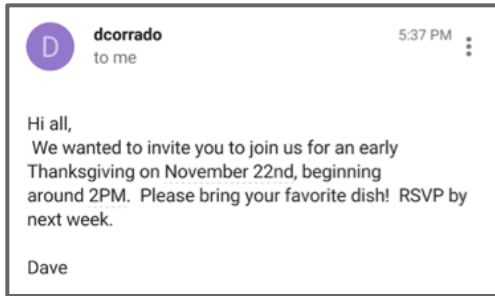 D
dcorrado
5:37 PM
to me
Hi all,
We wanted to invite you to join us for an early
Thanksgiving on November 22nd, beginning
around 2PM.  Please bring your favorite dish!  RSVP by
next week.
Dave